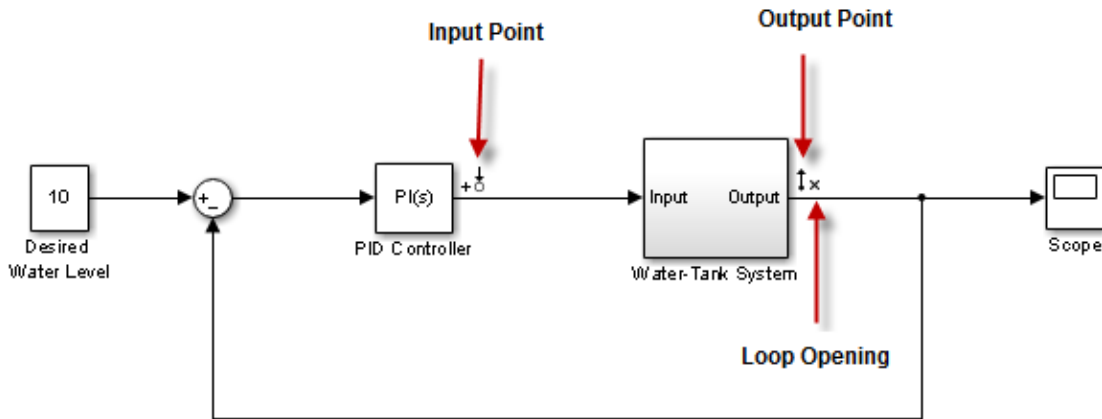 Input Point
Output Point
10
+
-
PI(s)
+
Input
Output
x
Desired
Water Level
PID Controller
Water-Tank System
Scope
Loop Opening